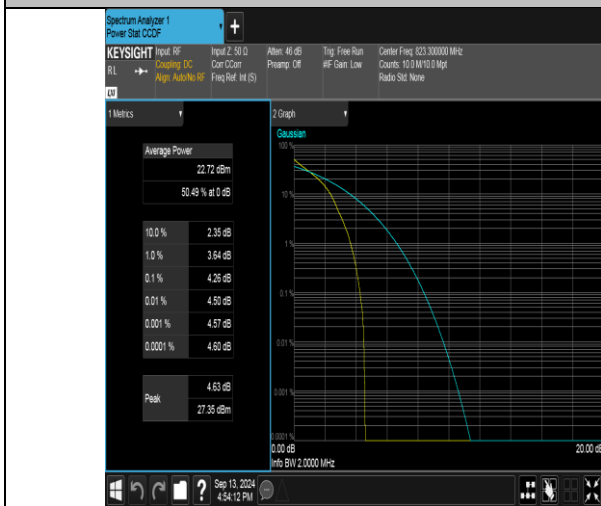 Spectrum Analyzer 1
Power Stat CCDF
+
KEYSIGHT
RL
Input: RF
Coupling: DC
Align: Auto/No RF
Input Z: 50 Ω
Corr CCorr
Freq Ref: Int (S)
Atten: 46 dB
Preamp: Off
Trig: Free Run
#IF Gain: Low
Center Freq: 823.300000 MHz
Counts: 10.0 M/10.0 Mpt
Radio Std: None
1 Metrics
Average Power
22.72 dBm
50.49 % at 0 dB
10.0 % 2.35 dB
1.0 % 3.64 dB
0.1 % 4.26 dB
0.01 % 4.50 dB
0.001 % 4.57 dB
0.0001 % 4.60 dB
Peak
4.63 dB
27.35 dBm
2 Graph
Gaussian
100 %
10 %
1 %
0.1 %
0.01 %
0.001 %
0.0001 %
0.00 dB
20.00 dB
Info BW 2.0000 MHz
?
Sep 13, 2024
4:54:12 PM